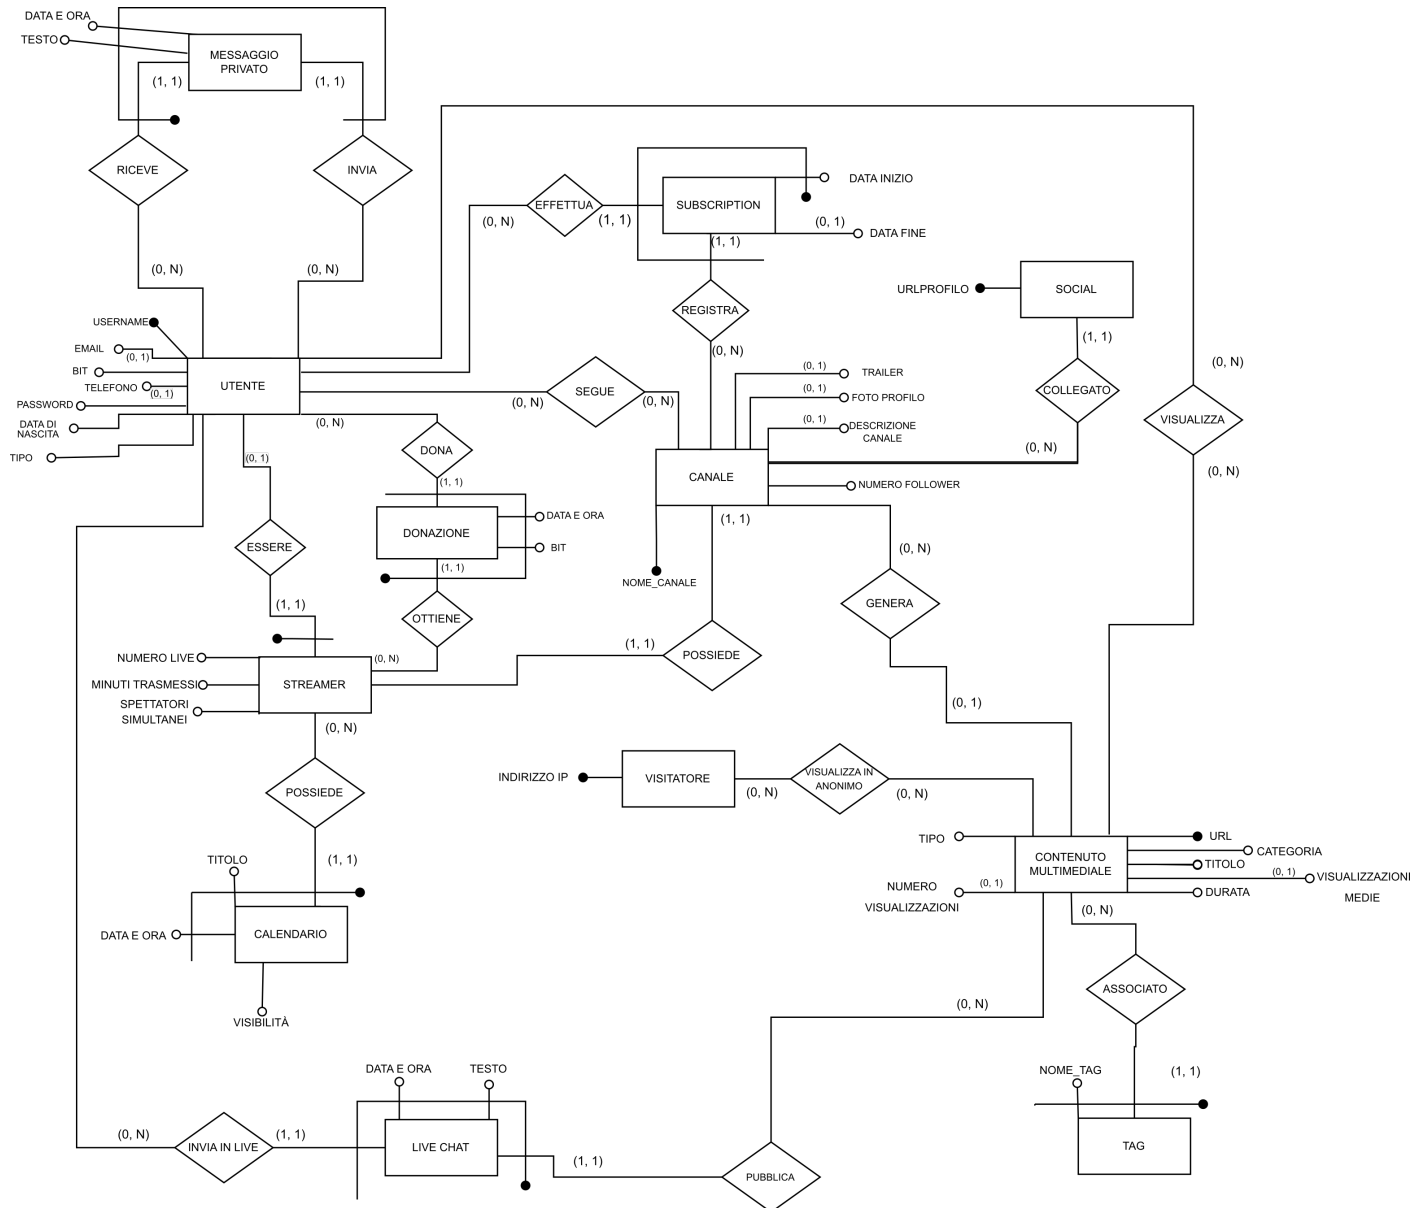 DATA E ORA
TESTO
MESSAGGIO
PRIVATO
(1, 1)
(1, 1)
RICEVE
INVIA
(0, N)
(0, N)
EFFETTUA
(0, N)
(1, 1)
SUBSCRIPTION
DATA INIZIO
(0, 1)
DATA FINE
(1, 1)
REGISTRA
(0, N)
URLPROFILO
SOCIAL
(1, 1)
COLLEGATO
(0, N)
(0, N)
VISUALIZZA
(0, N)
USERNAME
EMAIL
(0, 1)
BIT
TELEFONO
(0, 1)
PASSWORD
DATA DI
NASCITA
TIPO
UTENTE
SEGUE
(0, N)
(0, N)
(0, 1)
TRAILER
(0, 1)
FOTO PROFILO
(0, 1)
DESCRIZIONE
CANALE
CANALE
NUMERO FOLLOWER
NOME_CANALE
(1, 1)
(0, N)
DONA
(1, 1)
DONAZIONE
DATA E ORA
BIT
(1, 1)
OTTIENE
(0, N)
(0, 1)
ESSERE
(1, 1)
NUMERO LIVE
MINUTI TRASMESSI
SPETTATORI
SIMULTANEI
STREAMER
(1, 1)
POSSIEDE
(0, N)
GENERA
(0, 1)
(0, N)
POSSIEDE
(1, 1)
INDIRIZZO IP
VISITATORE
(0, N)
VISUALIZZA IN
ANONIMO
(0, N)
TITOLO
DATA E ORA
CALENDARIO
VISIBILITÀ
TIPO
NUMERO
VISUALIZZAZIONI
(0, 1)
CONTENUTO
MULTIMEDIALE
URL
CATEGORIA
TITOLO
(0, 1)
VISUALIZZAZIONI
MEDIE
DURATA
(0, N)
ASSOCIATO
(0, N)
NOME_TAG
(1, 1)
TAG
DATA E ORA
TESTO
(0, N)
INVIA IN LIVE
(1, 1)
LIVE CHAT
(1, 1)
PUBBLICA